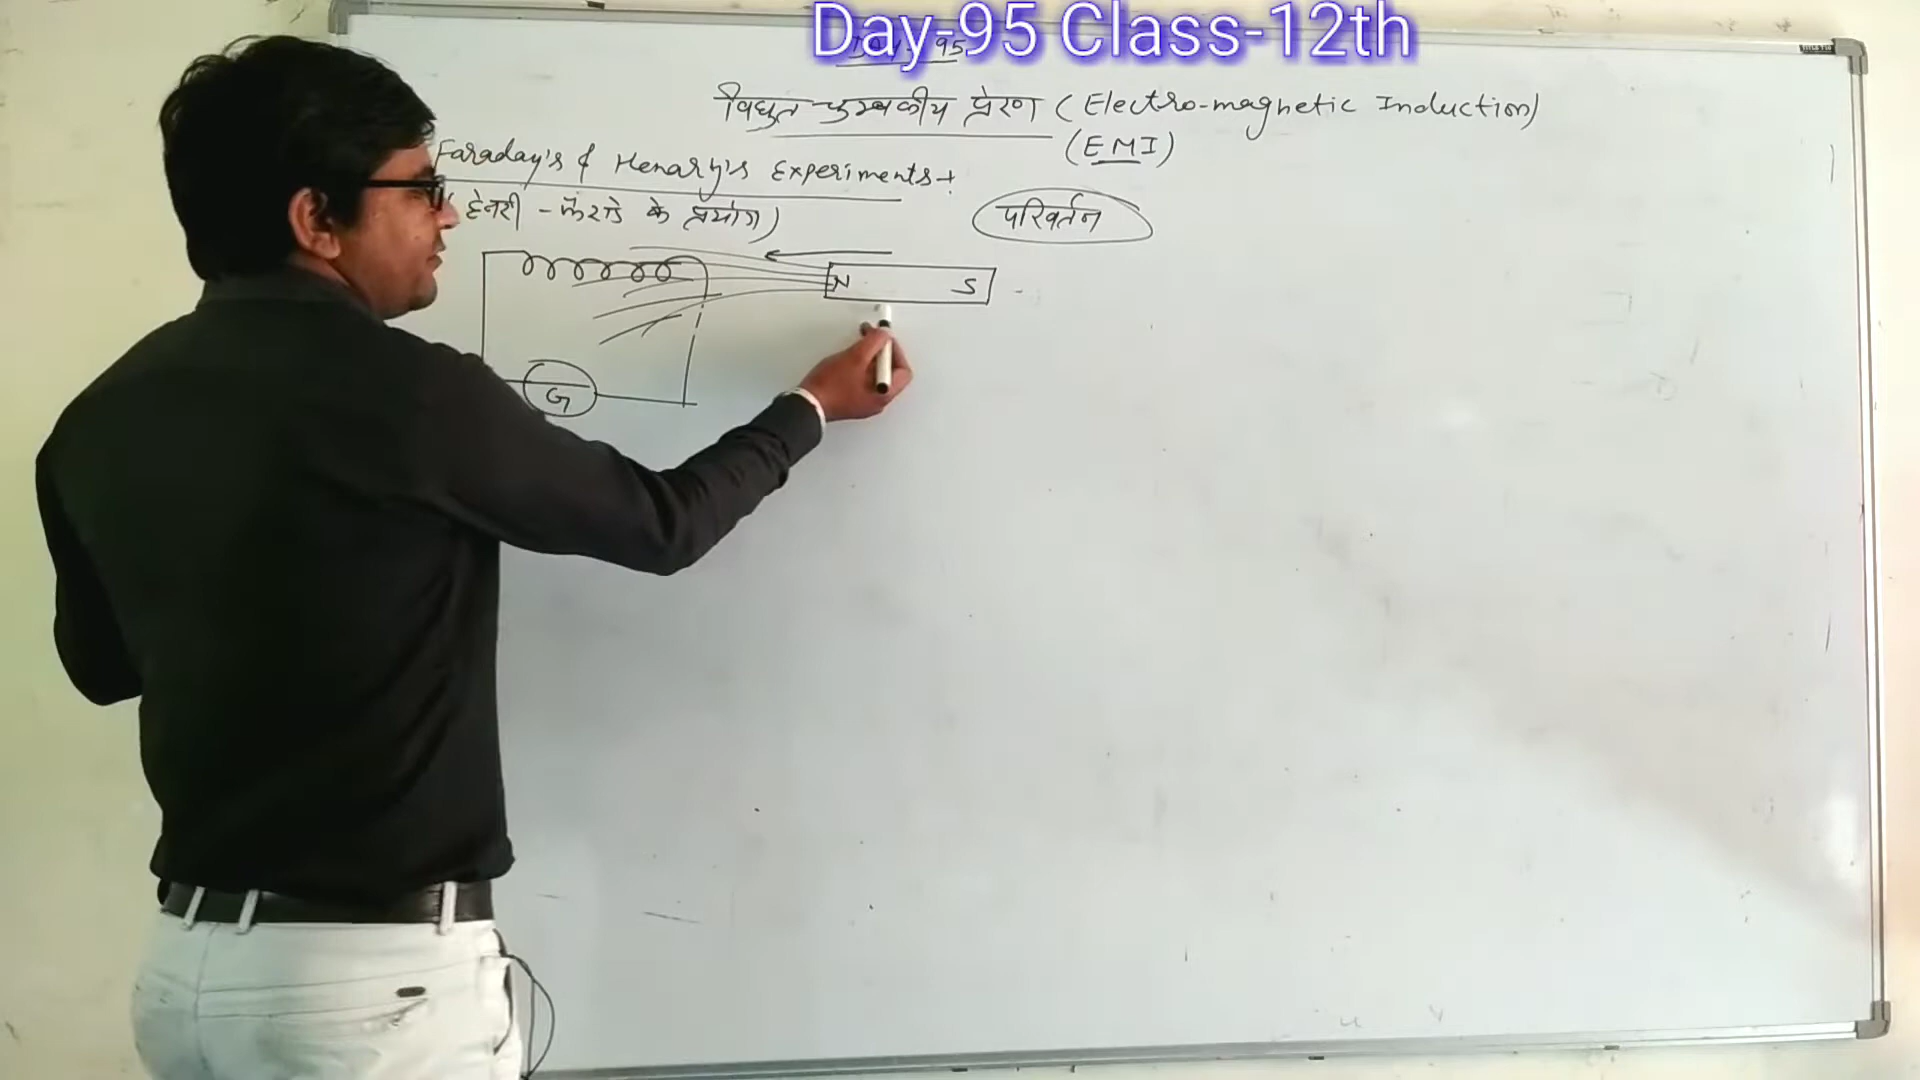 Day-95 Class-12th
विद्युत चुम्बकीय प्रेरण (Electro-magnetic Induction)
(EMI)
Faraday's & Henary's Experiments→
(हेनरी - फैराडे के प्रयोग)
परिवर्तन
N S
G